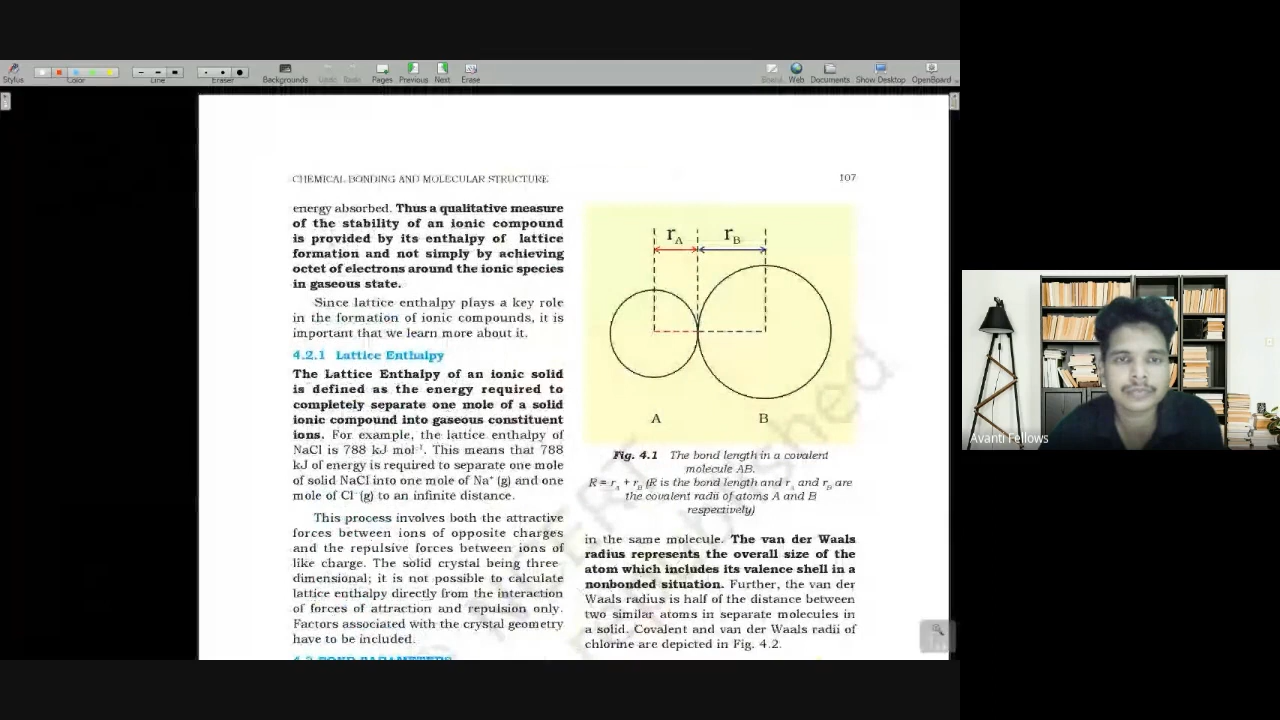 Stylus
Color
Line
Eraser
Backgrounds
Undo
Redo
Pages
Previous
Next
Erase
Web
Documents
Show Desktop
OpenBoard
CHEMICAL BONDING AND MOLECULAR STRUCTURE
107
energy absorbed. Thus a qualitative measure
of the stability of an ionic compound
is provided by its enthalpy of lattice
formation and not simply by achieving
octet of electrons around the ionic species
in gaseous state.
Since lattice enthalpy plays a key role
in the formation of ionic compounds, it is
important that we learn more about it.
4.2.1 Lattice Enthalpy
The Lattice Enthalpy of an ionic solid
is defined as the energy required to
completely separate one mole of a solid
ionic compound into gaseous constituent
ions. For example, the lattice enthalpy of
NaCl is 788 kJ mol⁻¹. This means that 788
kJ of energy is required to separate one mole
of solid NaCl into one mole of Na⁺ (g) and one
mole of Cl⁻ (g) to an infinite distance.
This process involves both the attractive
forces between ions of opposite charges
and the repulsive forces between ions of
like charge. The solid crystal being three-
dimensional; it is not possible to calculate
lattice enthalpy directly from the interaction
of forces of attraction and repulsion only.
Factors associated with the crystal geometry
have to be included.
4.3 BOND PARAMETERS
r_A
r_B
A
B
Fig. 4.1 The bond length in a covalent
molecule AB.
R = r_A + r_B (R is the bond length and r_A and r_B are
the covalent radii of atoms A and B
respectively)
in the same molecule. The van der Waals
radius represents the overall size of the
atom which includes its valence shell in a
nonbonded situation. Further, the van der
Waals radius is half of the distance between
two similar atoms in separate molecules in
a solid. Covalent and van der Waals radii of
chlorine are depicted in Fig. 4.2.
Avanti Fellows